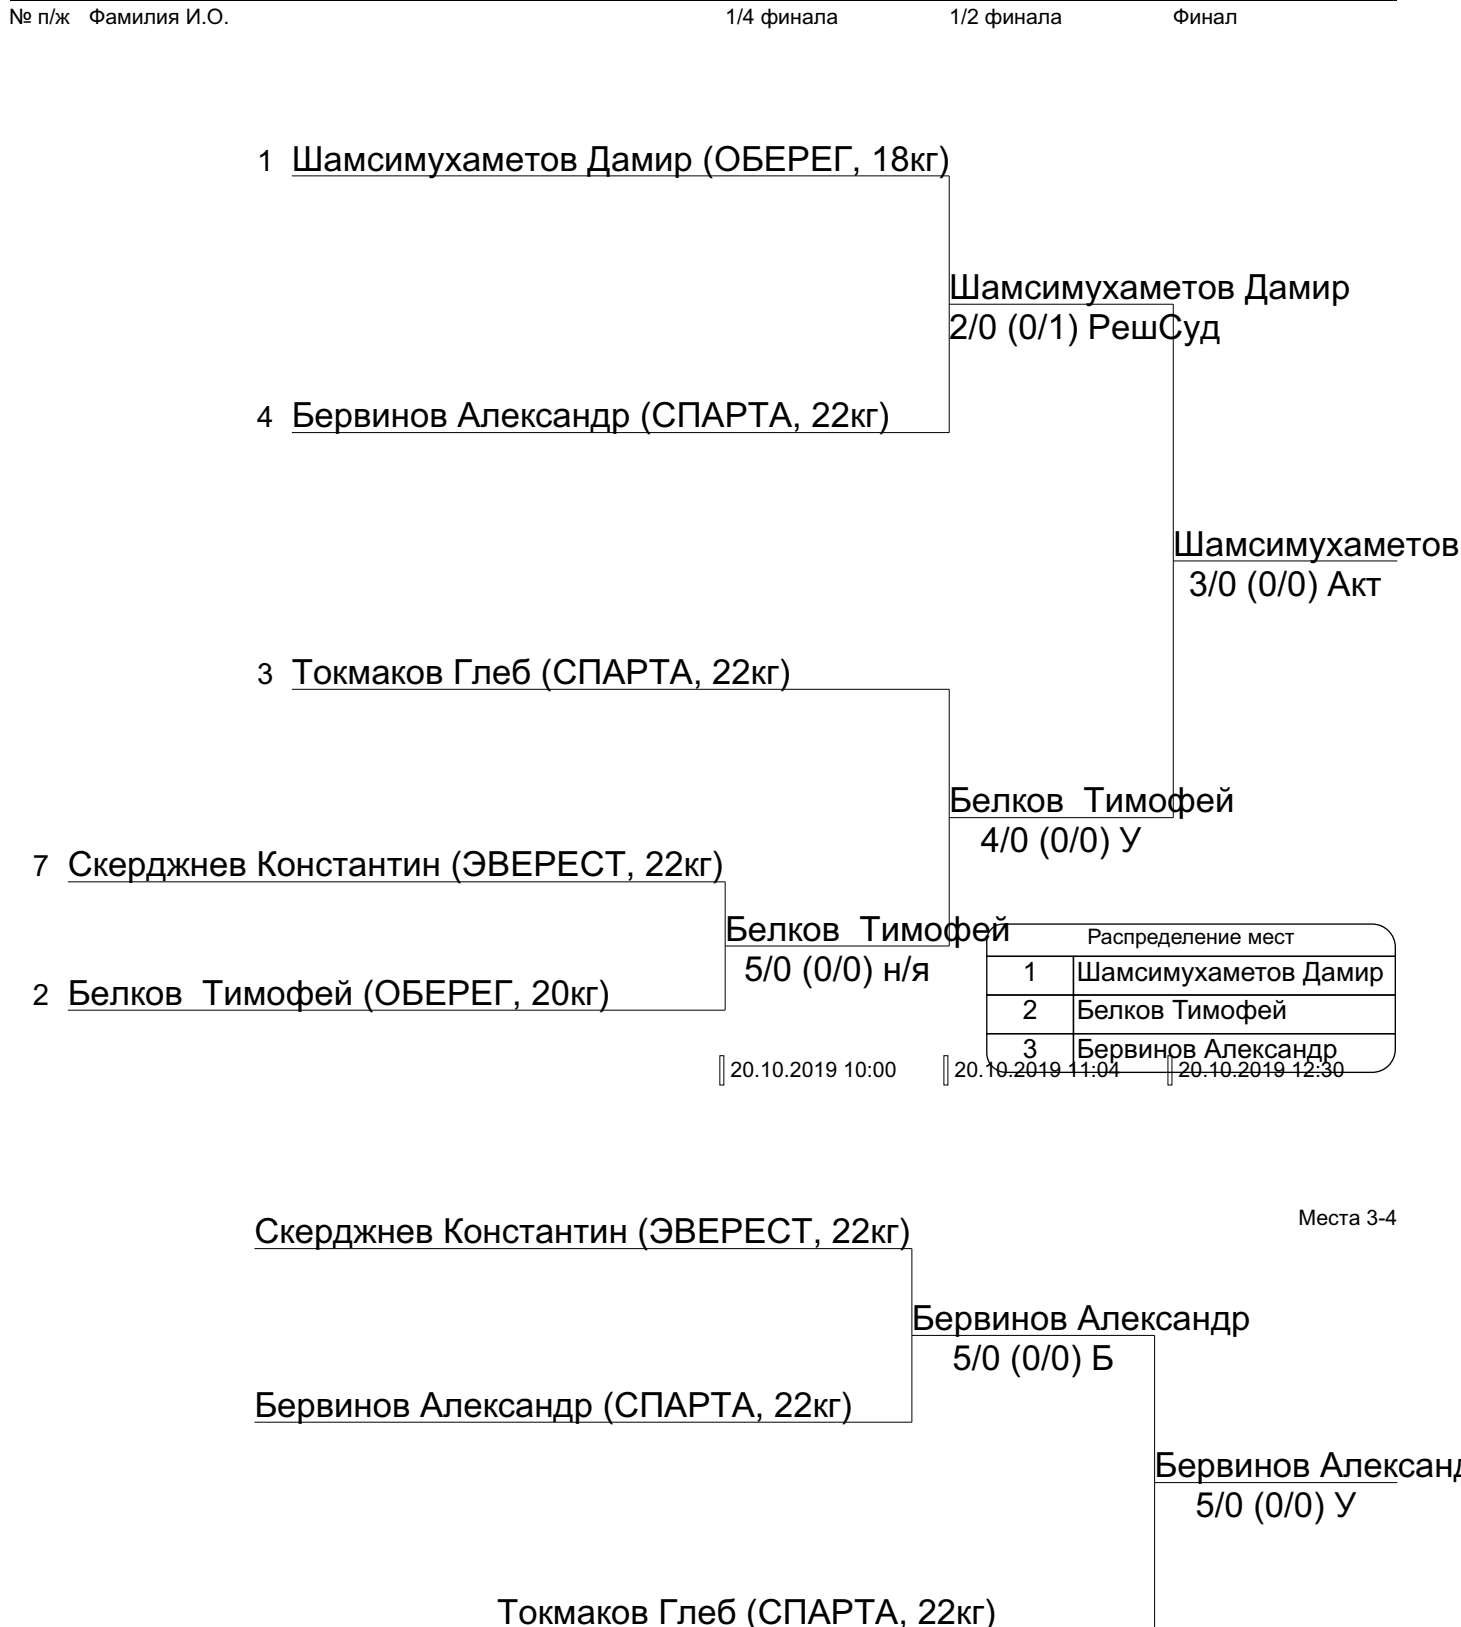 № п/ж Фамилия И.О. 1/4 финала 1/2 финала Финал
1 Шамсимухаметов Дамир (ОБЕРЕГ, 18кг)
Шамсимухаметов Дамир
2/0 (0/1) РешСуд
4 Бервинов Александр (СПАРТА, 22кг)
Шамсимухаметов
3/0 (0/0) Акт
3 Токмаков Глеб (СПАРТА, 22кг)
Белков Тимофей
4/0 (0/0) У
7 Скерджнев Константин (ЭВЕРЕСТ, 22кг)
Белков Тимофей
5/0 (0/0) н/я
2 Белков Тимофей (ОБЕРЕГ, 20кг)
Распределение мест
1 Шамсимухаметов Дамир
2 Белков Тимофей
3 Бервинов Александр
20.10.2019 10:00 20.10.2019 11:04 20.10.2019 12:30
Места 3-4
Скерджнев Константин (ЭВЕРЕСТ, 22кг)
Бервинов Александр
5/0 (0/0) Б
Бервинов Александр (СПАРТА, 22кг)
Бервинов Александ
5/0 (0/0) У
Токмаков Глеб (СПАРТА, 22кг)